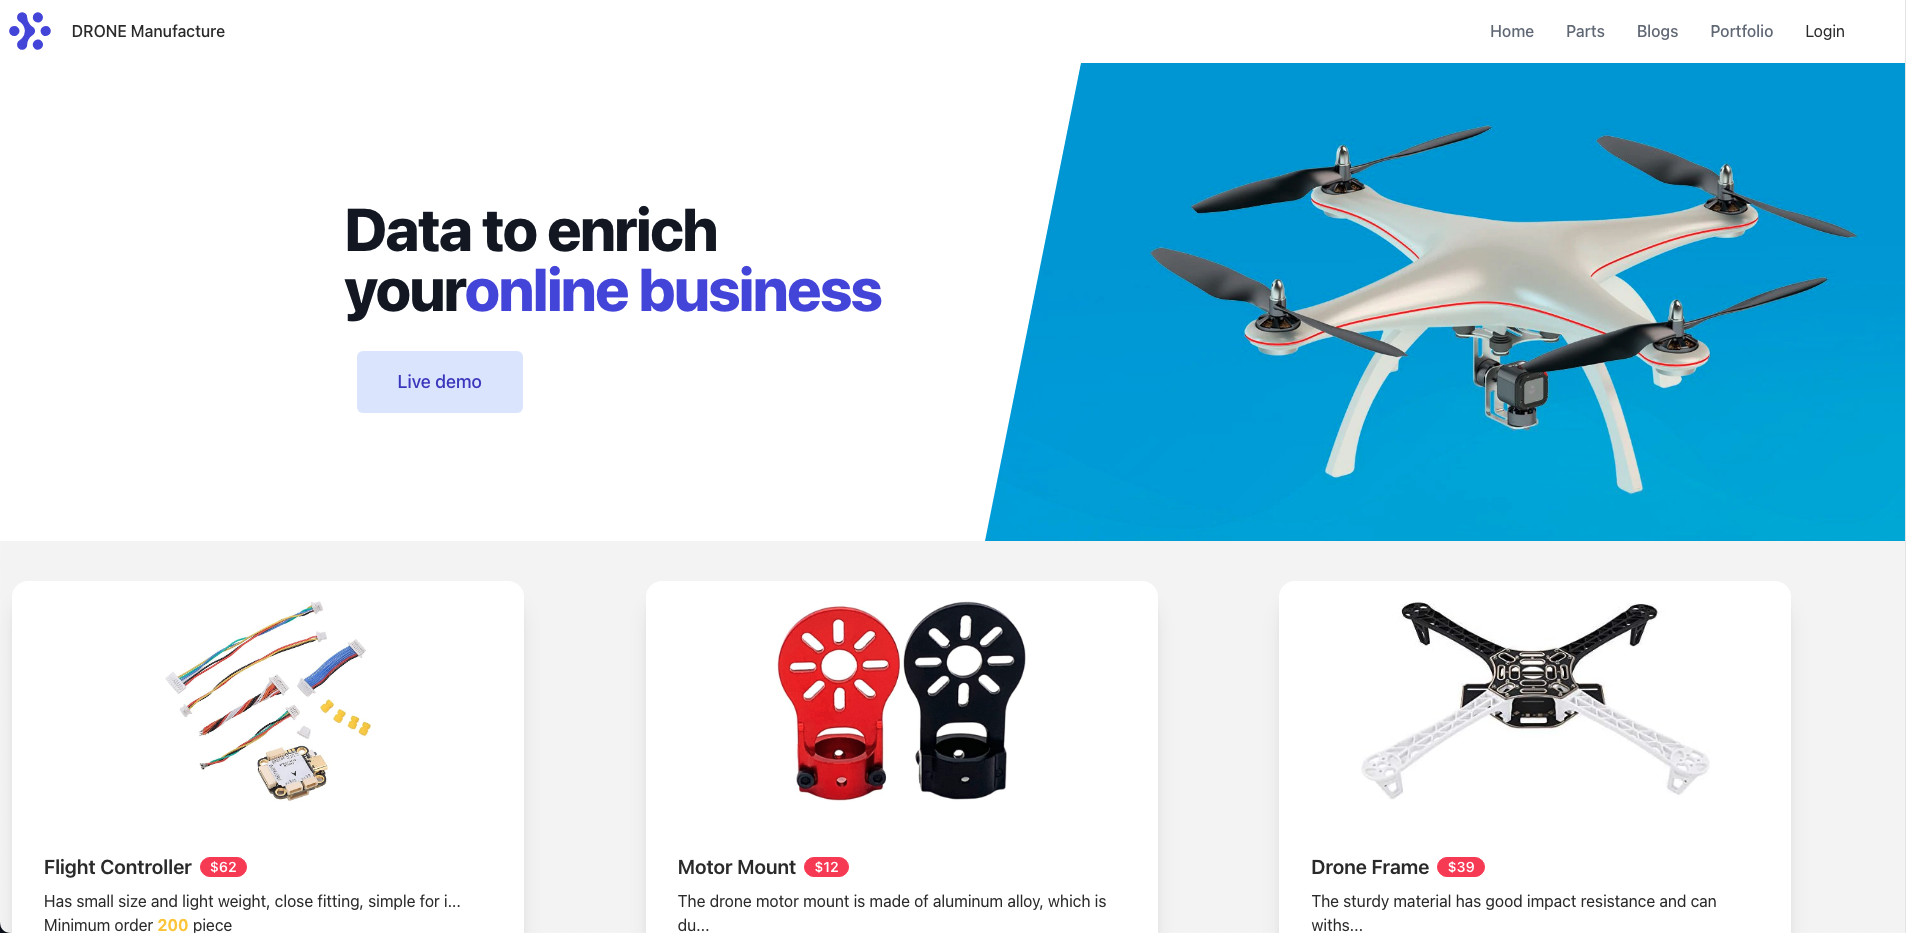 DRONE Manufacture
Home Parts Blogs Portfolio Login
Data to enrich
youronline business
Live demo
Flight Controller $62
Has small size and light weight, close fitting, simple for i...
Minimum order 200 piece
Motor Mount $12
The drone motor mount is made of aluminum alloy, which is
du...
Drone Frame $39
The sturdy material has good impact resistance and can
withs...